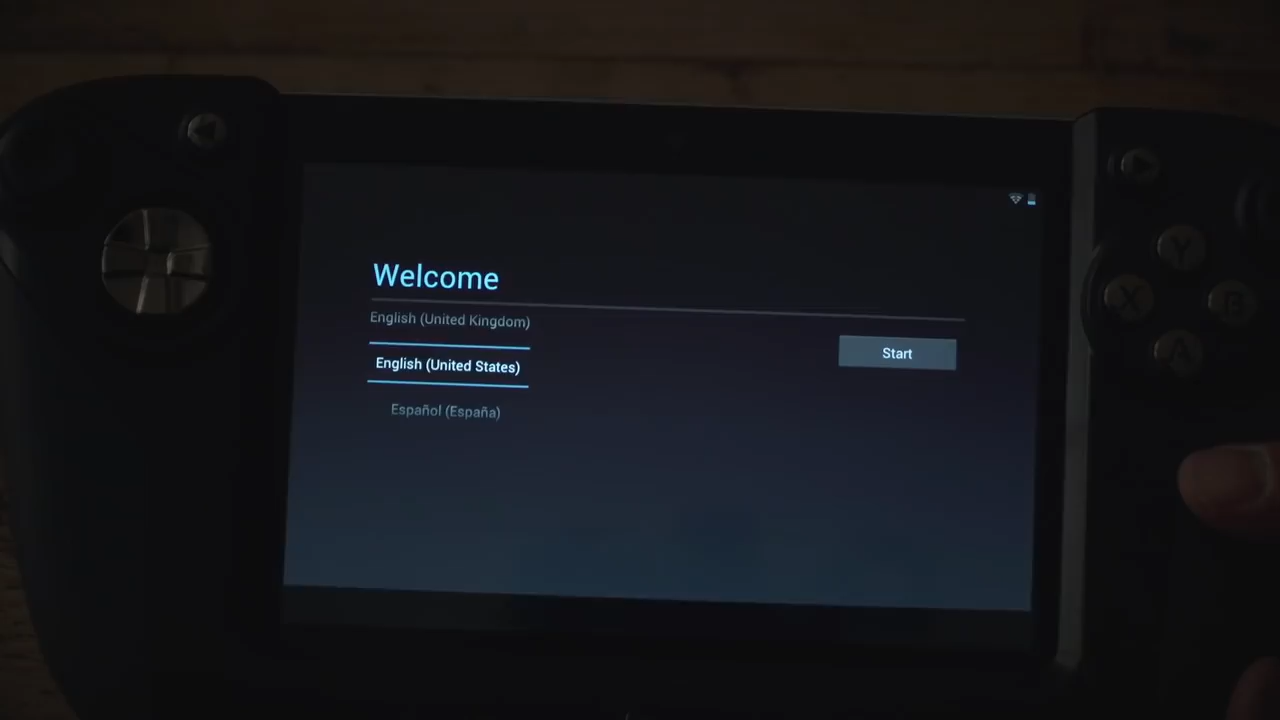 Welcome
English (United Kingdom)
English (United States)
Start
Español (España)
Y
X
B
A